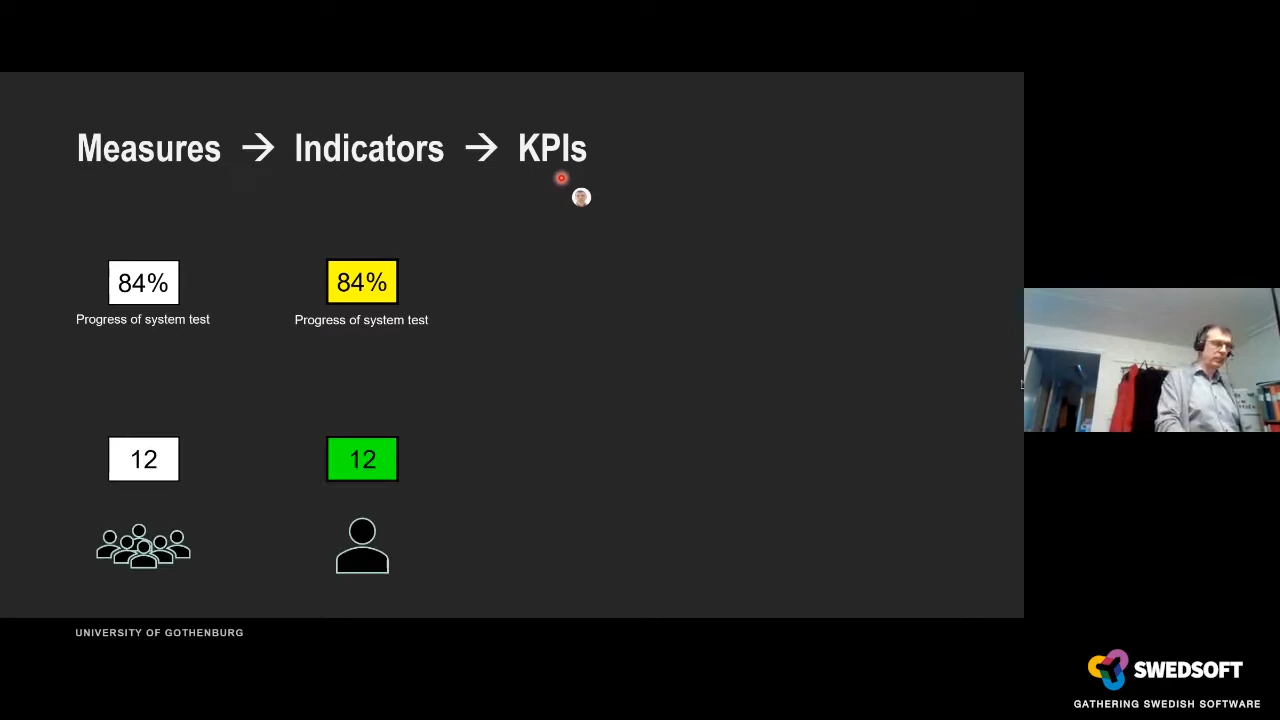 Measures → Indicators → KPIs
84% 84%
Progress of system test Progress of system test
12 12
UNIVERSITY OF GOTHENBURG
SWEDSOFT
GATHERING SWEDISH SOFTWARE